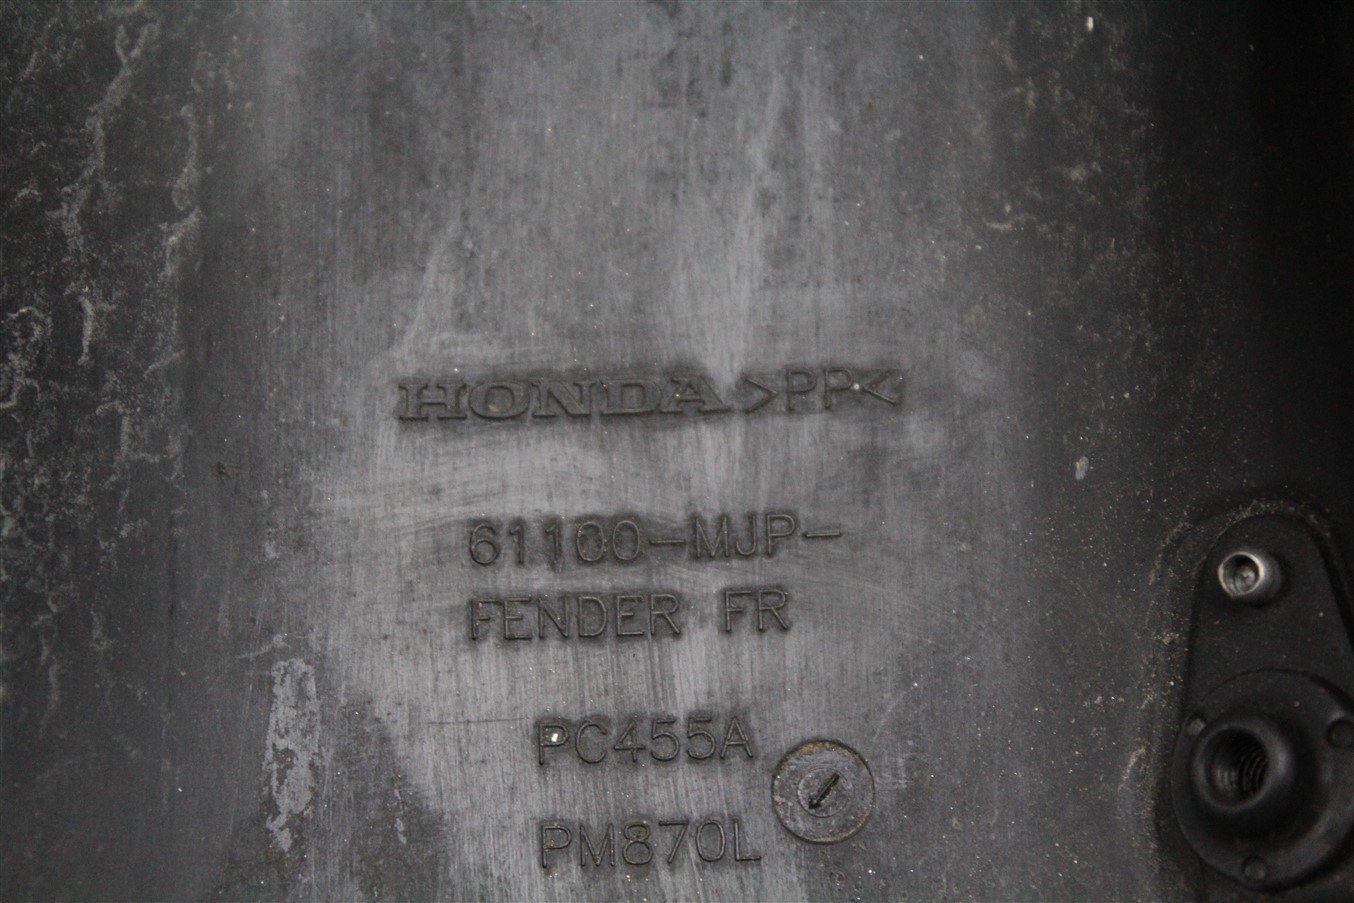 HONDA >PP<
61100-MJP-
FENDER FR
PC455A
PM870L